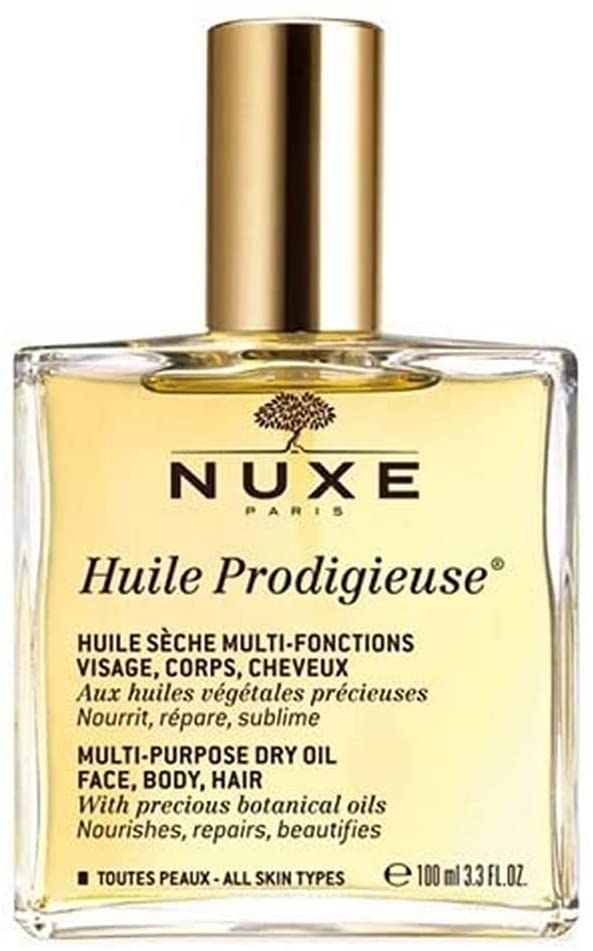 NUXE
PARIS
Huile Prodigieuse®
HUILE SÈCHE MULTI-FONCTIONS
VISAGE, CORPS, CHEVEUX
Aux huiles végétales précieuses
Nourrit, répare, sublime
MULTI-PURPOSE DRY OIL
FACE, BODY, HAIR
With precious botanical oils
Nourishes, repairs, beautifies
■ TOUTES PEAUX - ALL SKIN TYPES ℮ 100 ml 3.3 FL.OZ.